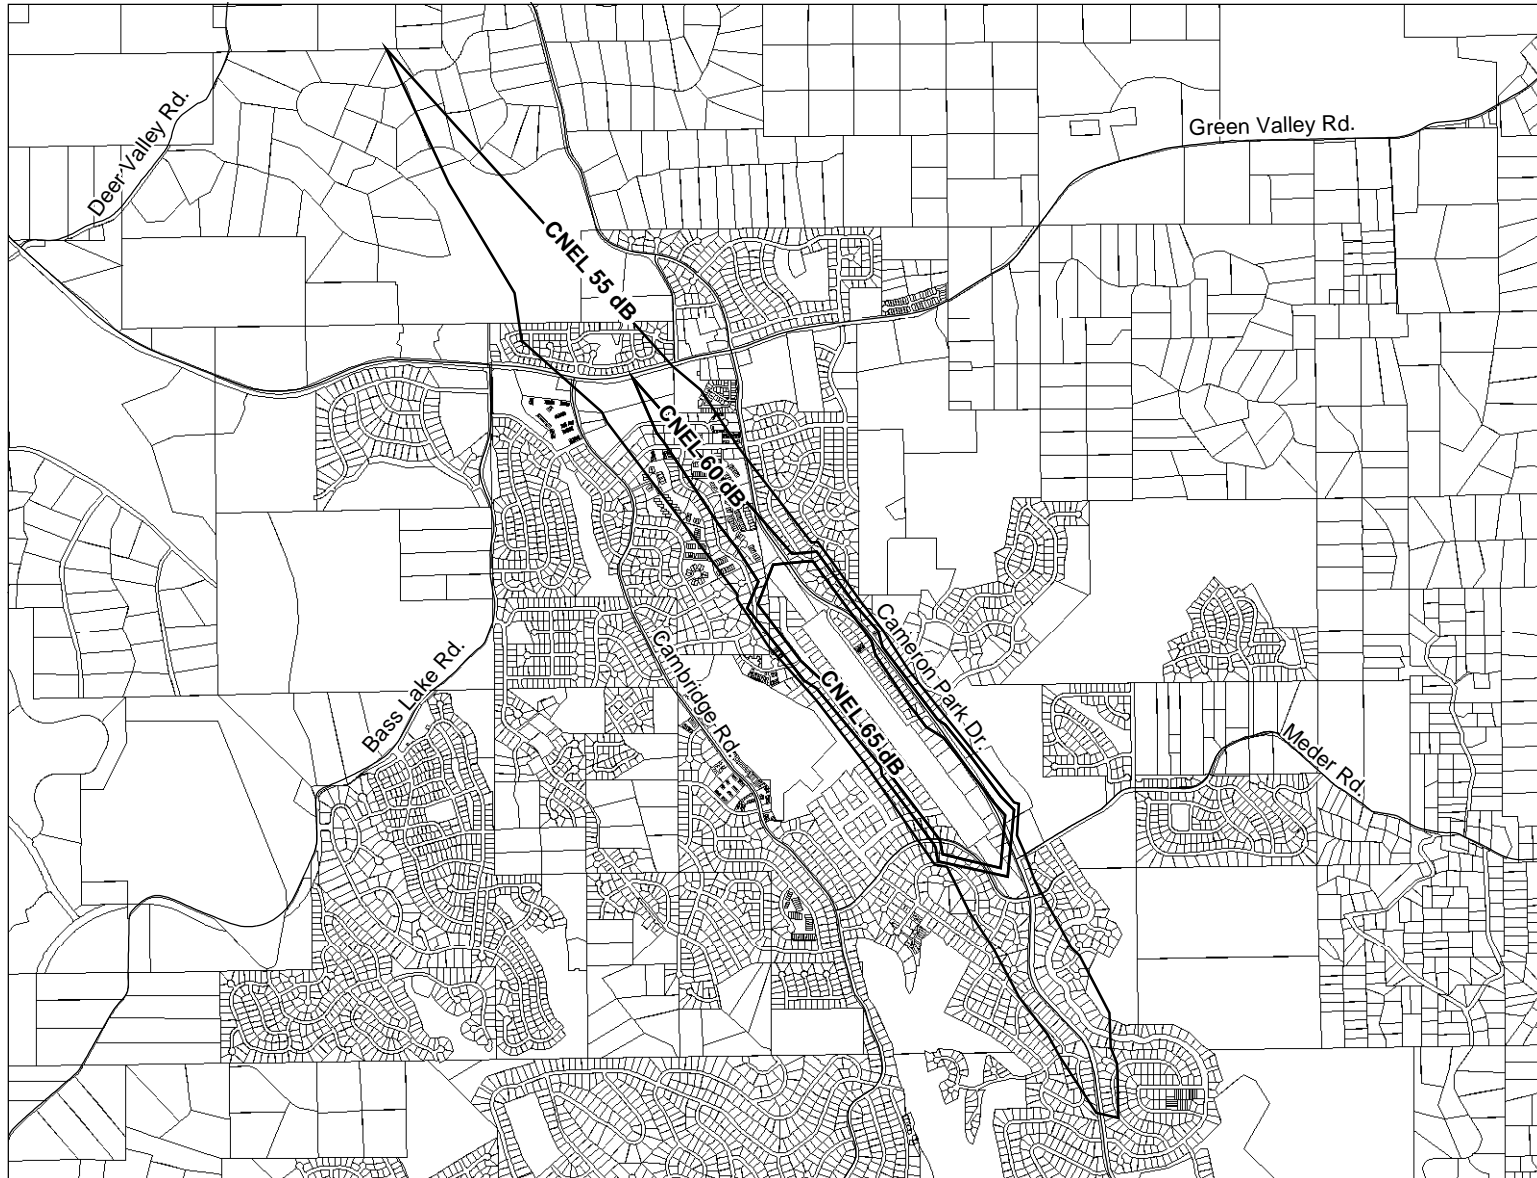 Green Valley Rd.
Deer Valley Rd.
CNEL 55 dB
CNEL 60 dB
Cameron Park Dr.
Cambridge Rd.
Bass Lake Rd.
CNEL 65 dB
Meder Rd.